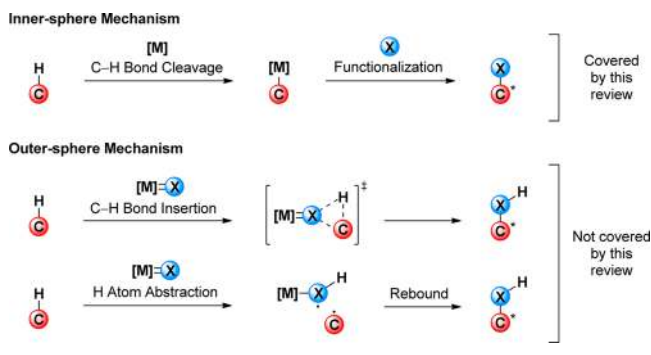 Inner-sphere Mechanism
H
C
[M]
C–H Bond Cleavage
[M]
C
X
Functionalization
X
C*
Covered
by this
review
Outer-sphere Mechanism
H
C
[M]=X
C–H Bond Insertion
[M]=X
H
C
‡
H
X
C*
H
C
[M]=X
H Atom Abstraction
[M]–X
H
C
Rebound
H
X
C*
Not covered
by this
review